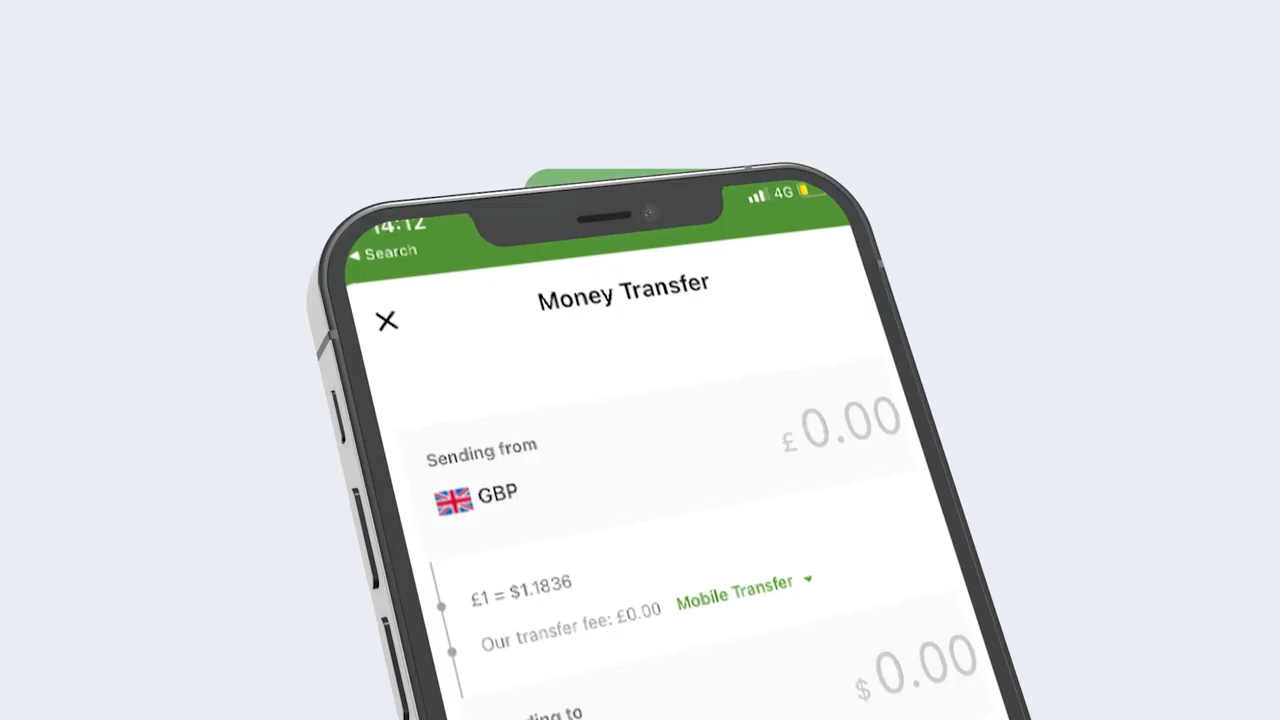 14:12
4G
◀ Search
Money Transfer
Sending from
£ 0.00
GBP
£1 = $1.1836
Our transfer fee: £0.00 Mobile Transfer
$ 0.00
to